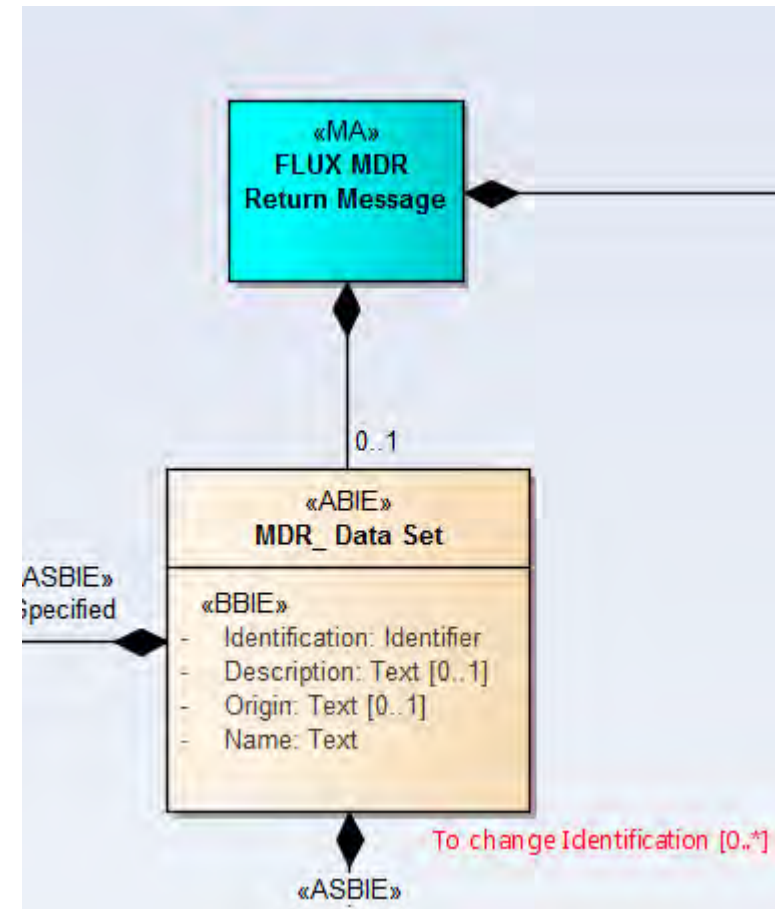 «MA»
FLUX MDR
Return Message
0..1
«ABIE»
MDR_ Data Set
ASBIE»
pecified
«BBIE»
- Identification: Identifier
- Description: Text [0..1]
- Origin: Text [0..1]
- Name: Text
To change Identification [0..*]
«ASBIE»